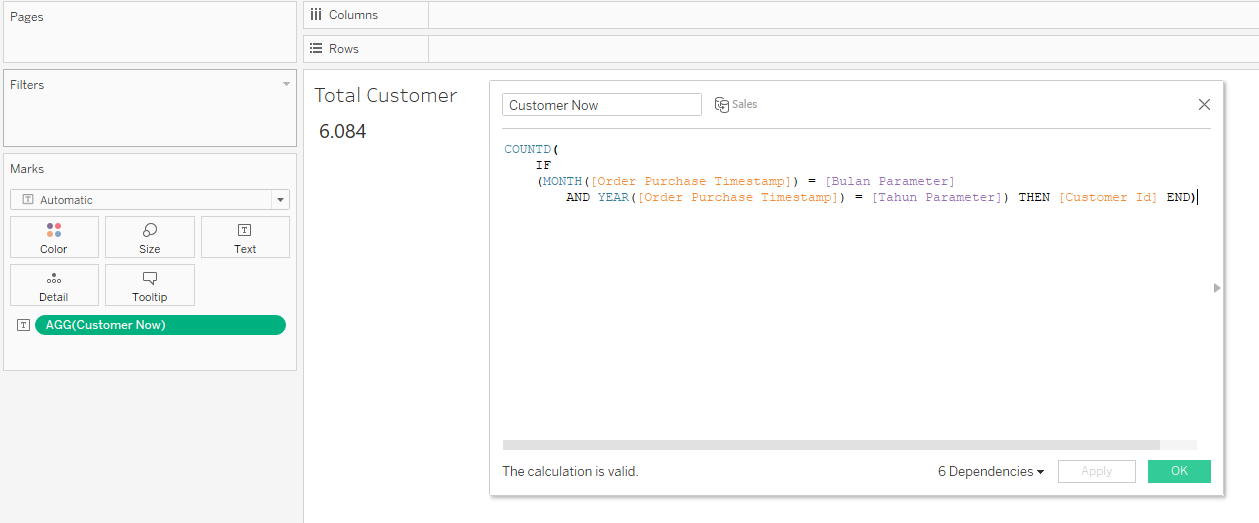 Pages
Columns
Rows
Filters
Total Customer
6.084
Marks
Automatic
Color
Size
Text
Detail
Tooltip
AGG(Customer Now)
Customer Now
Sales
COUNTD(
IF
(MONTH([Order Purchase Timestamp]) = [Bulan Parameter]
AND YEAR([Order Purchase Timestamp]) = [Tahun Parameter]) THEN [Customer Id] END)
The calculation is valid.
6 Dependencies
Apply
OK